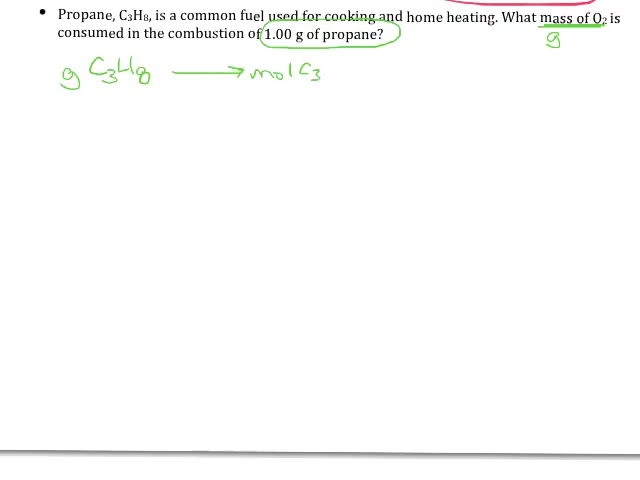 • Propane, C₃H₈, is a common fuel used for cooking and home heating. What mass of O₂ is
consumed in the combustion of 1.00 g of propane?
g
g C₃H₈ → mol C₃